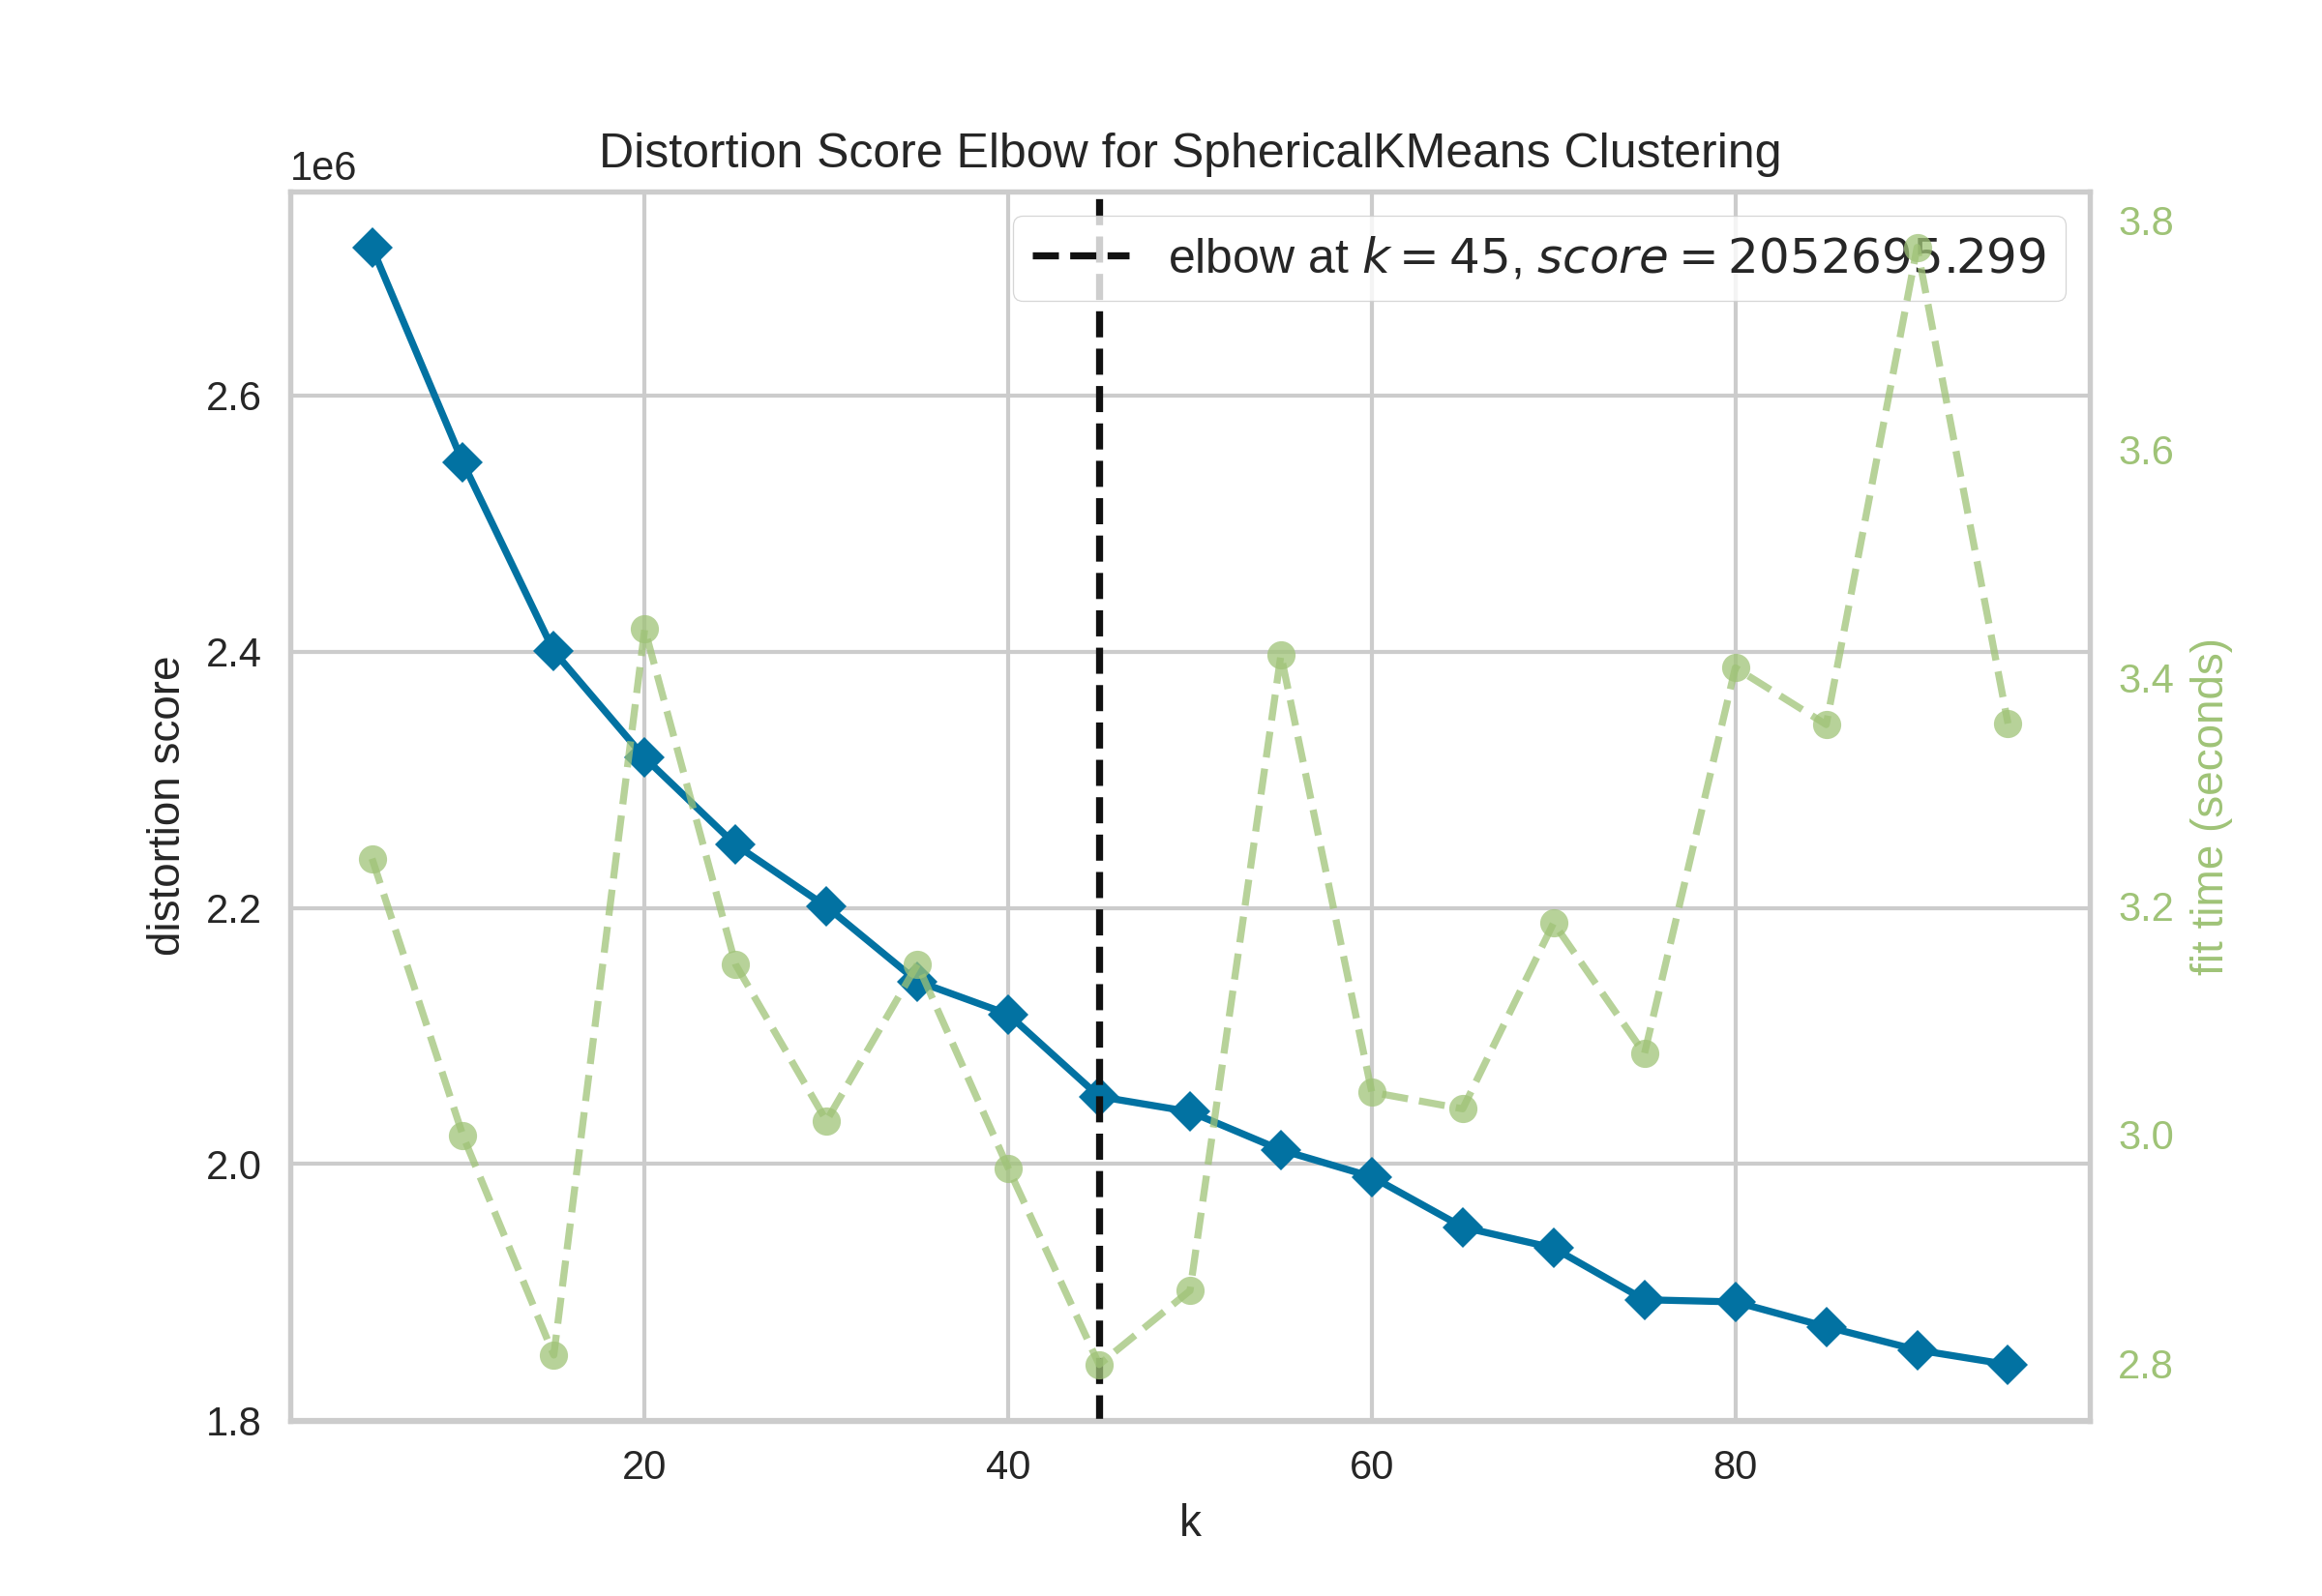 Distortion Score Elbow for SphericalKMeans Clustering
1e6
elbow at k = 45, score = 2052695.299
2.6
2.4
2.2
2.0
1.8
distortion score
3.8
3.6
3.4
3.2
3.0
2.8
fit time (seconds)
20 40 60 80
k